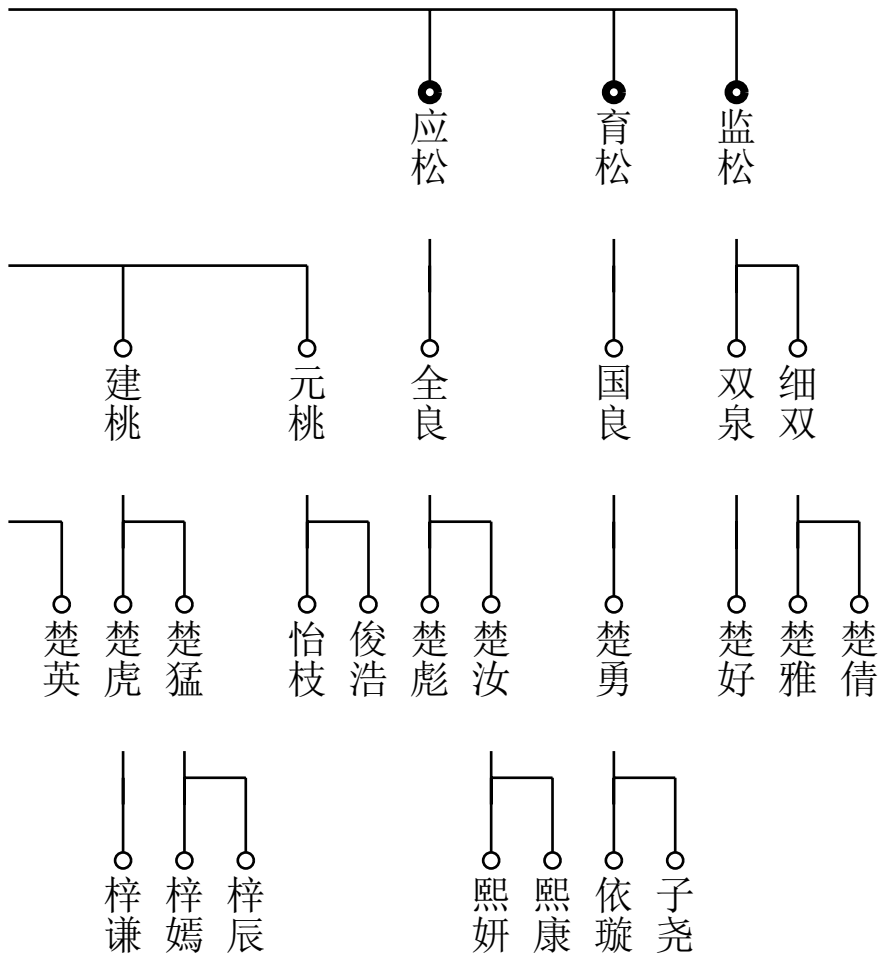 应松
育松
监松
建桃
元桃
全良
国良
双泉
细双
楚英
楚虎
楚猛
怡枝
俊浩
楚彪
楚汝
楚勇
楚好
楚雅
楚倩
梓谦
梓嫣
梓辰
熙妍
熙康
依璇
子尧